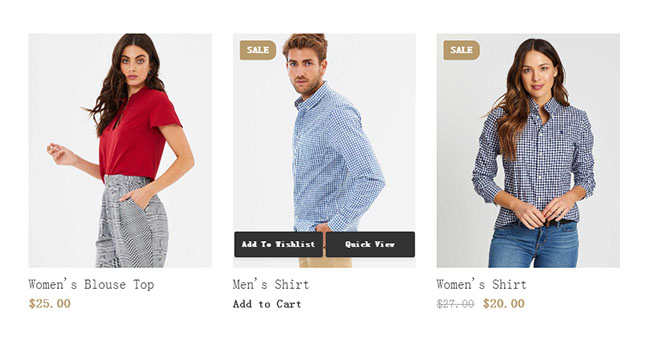 SALE
SALE
Add To Wishlist
Quick View
Women's Blouse Top
Men's Shirt
Women's Shirt
$25.00
Add to Cart
$27.00 $20.00